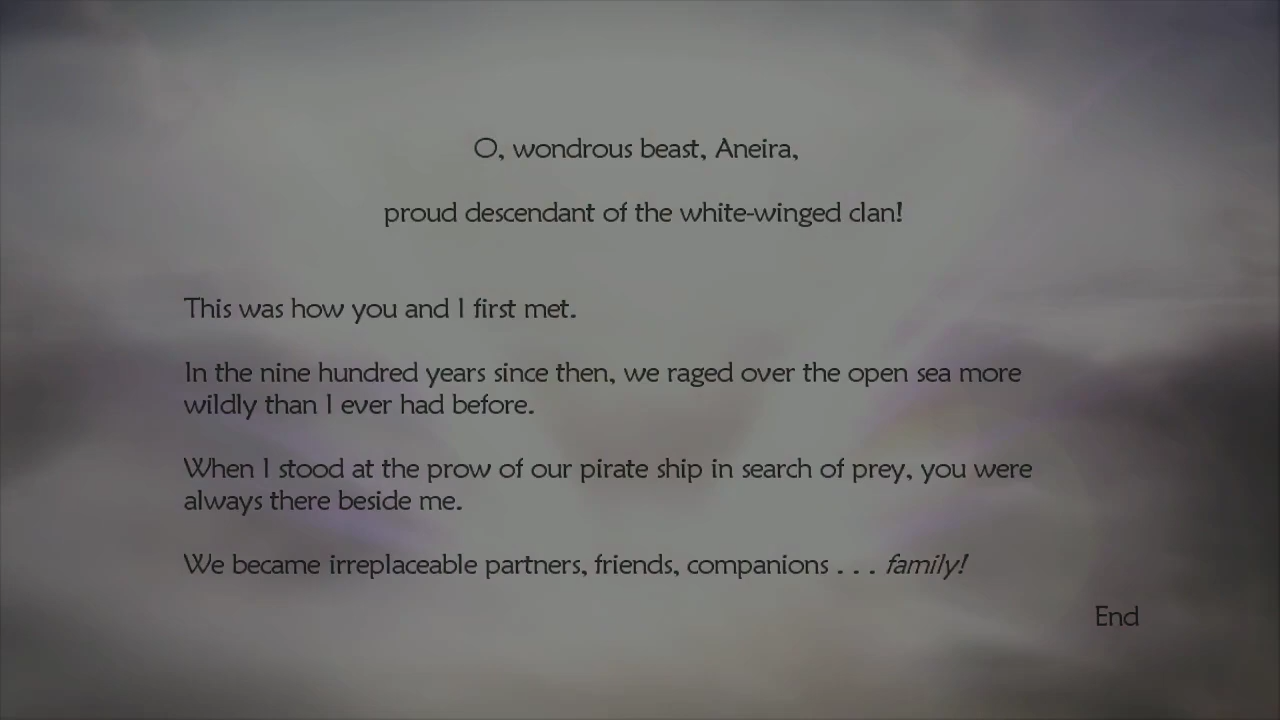 O, wondrous beast, Aneira,
proud descendant of the white-winged clan!
This was how you and I first met.
In the nine hundred years since then, we raged over the open sea more
wildly than I ever had before.
When I stood at the prow of our pirate ship in search of prey, you were
always there beside me.
We became irreplaceable partners, friends, companions . . . family!
End